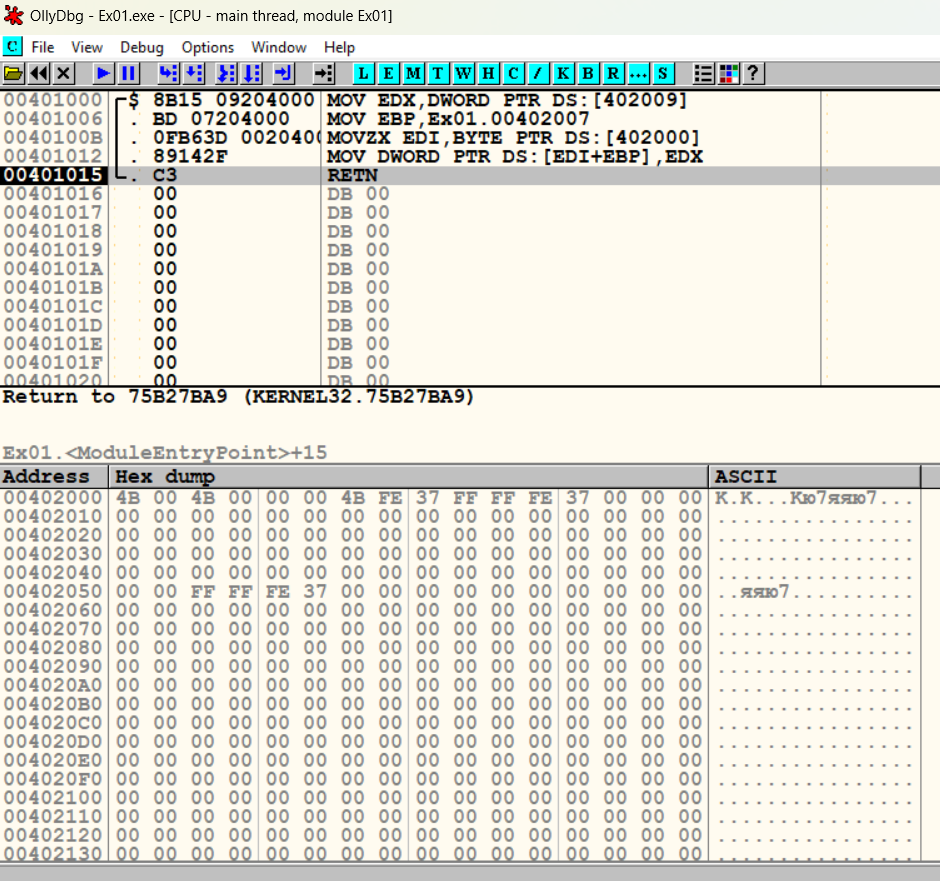 OllyDbg - Ex01.exe - [CPU - main thread, module Ex01]
C File View Debug Options Window Help
L E M T W H C / K B R ... S ?
00401000 $ 8B15 09204000 MOV EDX,DWORD PTR DS:[402009]
00401006 . BD 07204000 MOV EBP,Ex01.00402007
0040100B . 0FB63D 0020400 MOVZX EDI,BYTE PTR DS:[402000]
00401012 . 89142F MOV DWORD PTR DS:[EDI+EBP],EDX
00401015 . C3 RETN
00401016 00 DB 00
00401017 00 DB 00
00401018 00 DB 00
00401019 00 DB 00
0040101A 00 DB 00
0040101B 00 DB 00
0040101C 00 DB 00
0040101D 00 DB 00
0040101E 00 DB 00
0040101F 00 DB 00
00401020 00 DB 00
Return to 75B27BA9 (KERNEL32.75B27BA9)
Ex01.<ModuleEntryPoint>+15
Address Hex dump ASCII
00402000 4B 00 4B 00 00 00 4B FE 37 FF FF FE 37 00 00 00 K.K...Kю7яяю7...
00402010 00 00 00 00 00 00 00 00 00 00 00 00 00 00 00 00 ................
00402020 00 00 00 00 00 00 00 00 00 00 00 00 00 00 00 00 ................
00402030 00 00 00 00 00 00 00 00 00 00 00 00 00 00 00 00 ................
00402040 00 00 00 00 00 00 00 00 00 00 00 00 00 00 00 00 ................
00402050 00 00 FF FF FE 37 00 00 00 00 00 00 00 00 00 00 ..яяю7..........
00402060 00 00 00 00 00 00 00 00 00 00 00 00 00 00 00 00 ................
00402070 00 00 00 00 00 00 00 00 00 00 00 00 00 00 00 00 ................
00402080 00 00 00 00 00 00 00 00 00 00 00 00 00 00 00 00 ................
00402090 00 00 00 00 00 00 00 00 00 00 00 00 00 00 00 00 ................
004020A0 00 00 00 00 00 00 00 00 00 00 00 00 00 00 00 00 ................
004020B0 00 00 00 00 00 00 00 00 00 00 00 00 00 00 00 00 ................
004020C0 00 00 00 00 00 00 00 00 00 00 00 00 00 00 00 00 ................
004020D0 00 00 00 00 00 00 00 00 00 00 00 00 00 00 00 00 ................
004020E0 00 00 00 00 00 00 00 00 00 00 00 00 00 00 00 00 ................
004020F0 00 00 00 00 00 00 00 00 00 00 00 00 00 00 00 00 ................
00402100 00 00 00 00 00 00 00 00 00 00 00 00 00 00 00 00 ................
00402110 00 00 00 00 00 00 00 00 00 00 00 00 00 00 00 00 ................
00402120 00 00 00 00 00 00 00 00 00 00 00 00 00 00 00 00 ................
00402130 00 00 00 00 00 00 00 00 00 00 00 00 00 00 00 00 ................